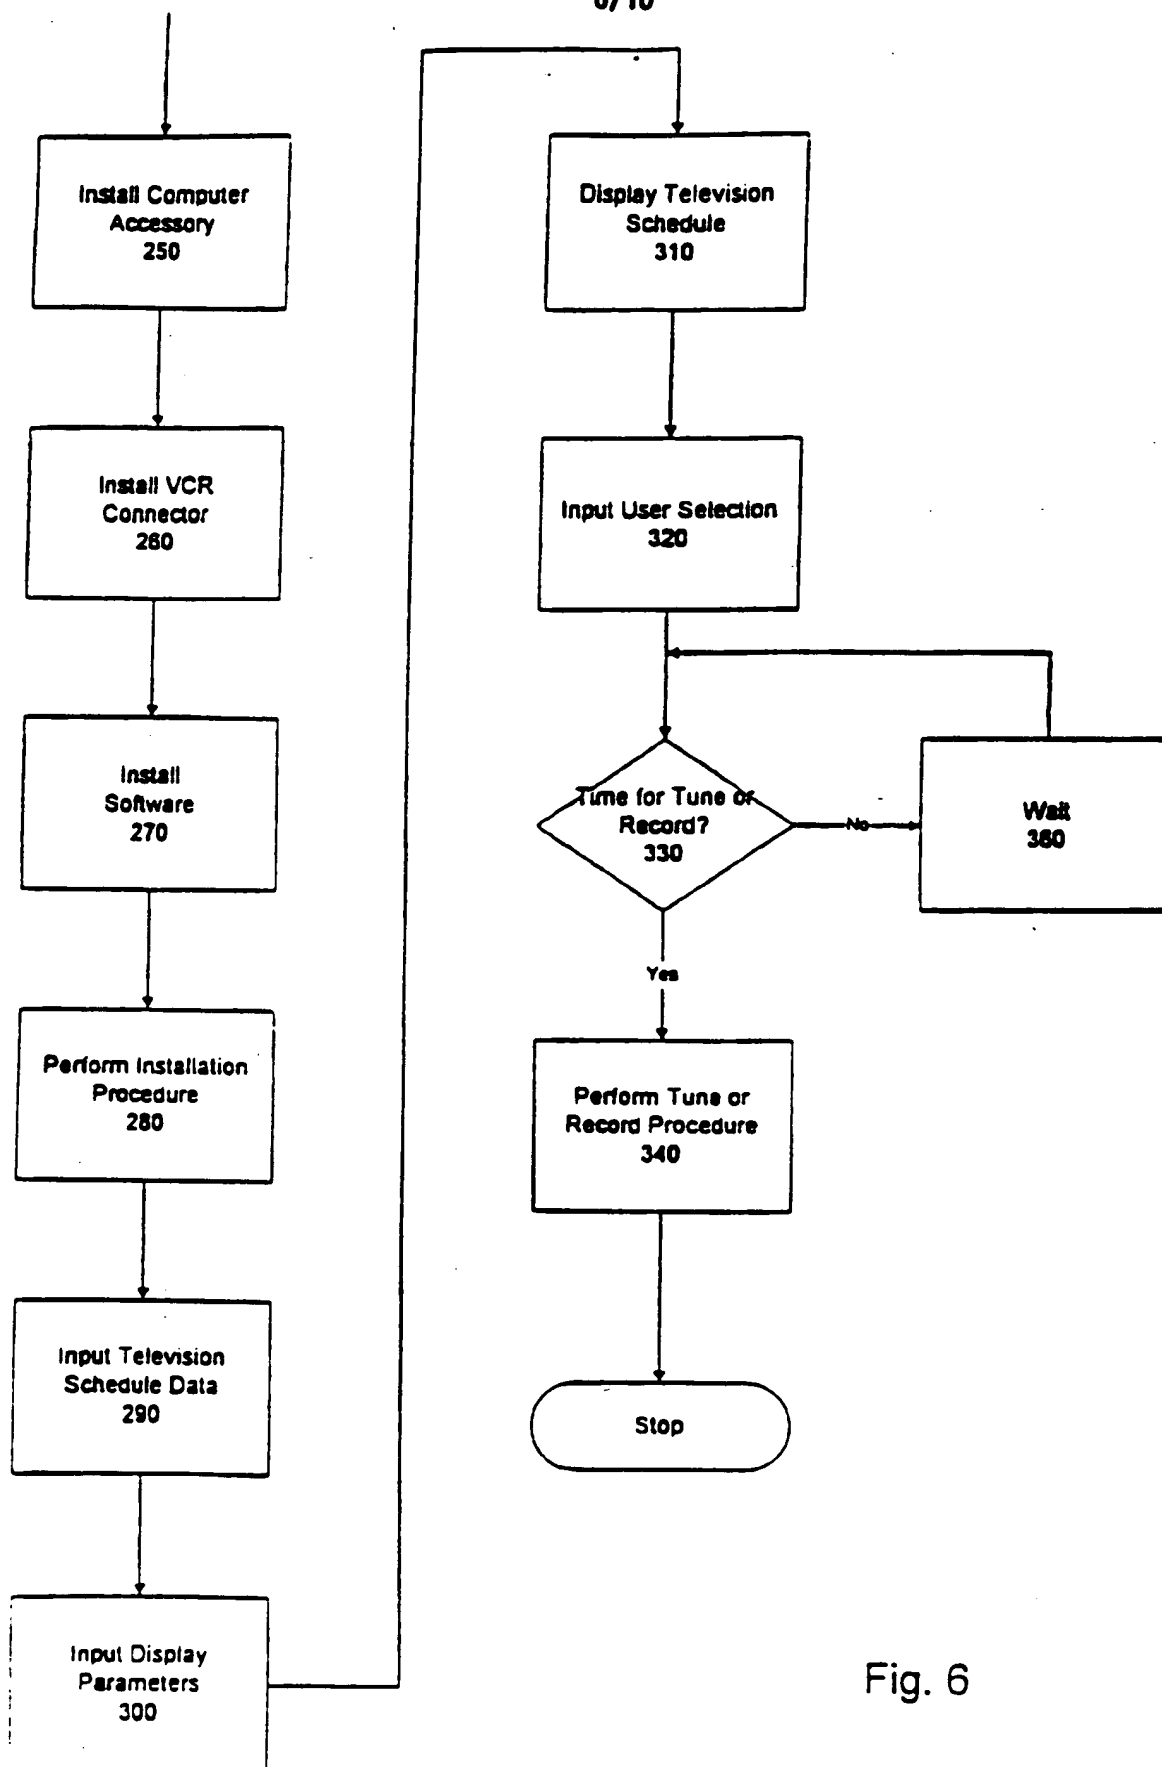 Install Computer
Accessory
250
Install VCR
Connector
260
Install
Software
270
Perform Installation
Procedure
280
Input Television
Schedule Data
290
Input Display
Parameters
300
Display Television
Schedule
310
Input User Selection
320
Time for Tune or
Record?
330
No
Wait
360
Yes
Perform Tune or
Record Procedure
340
Stop
Fig. 6